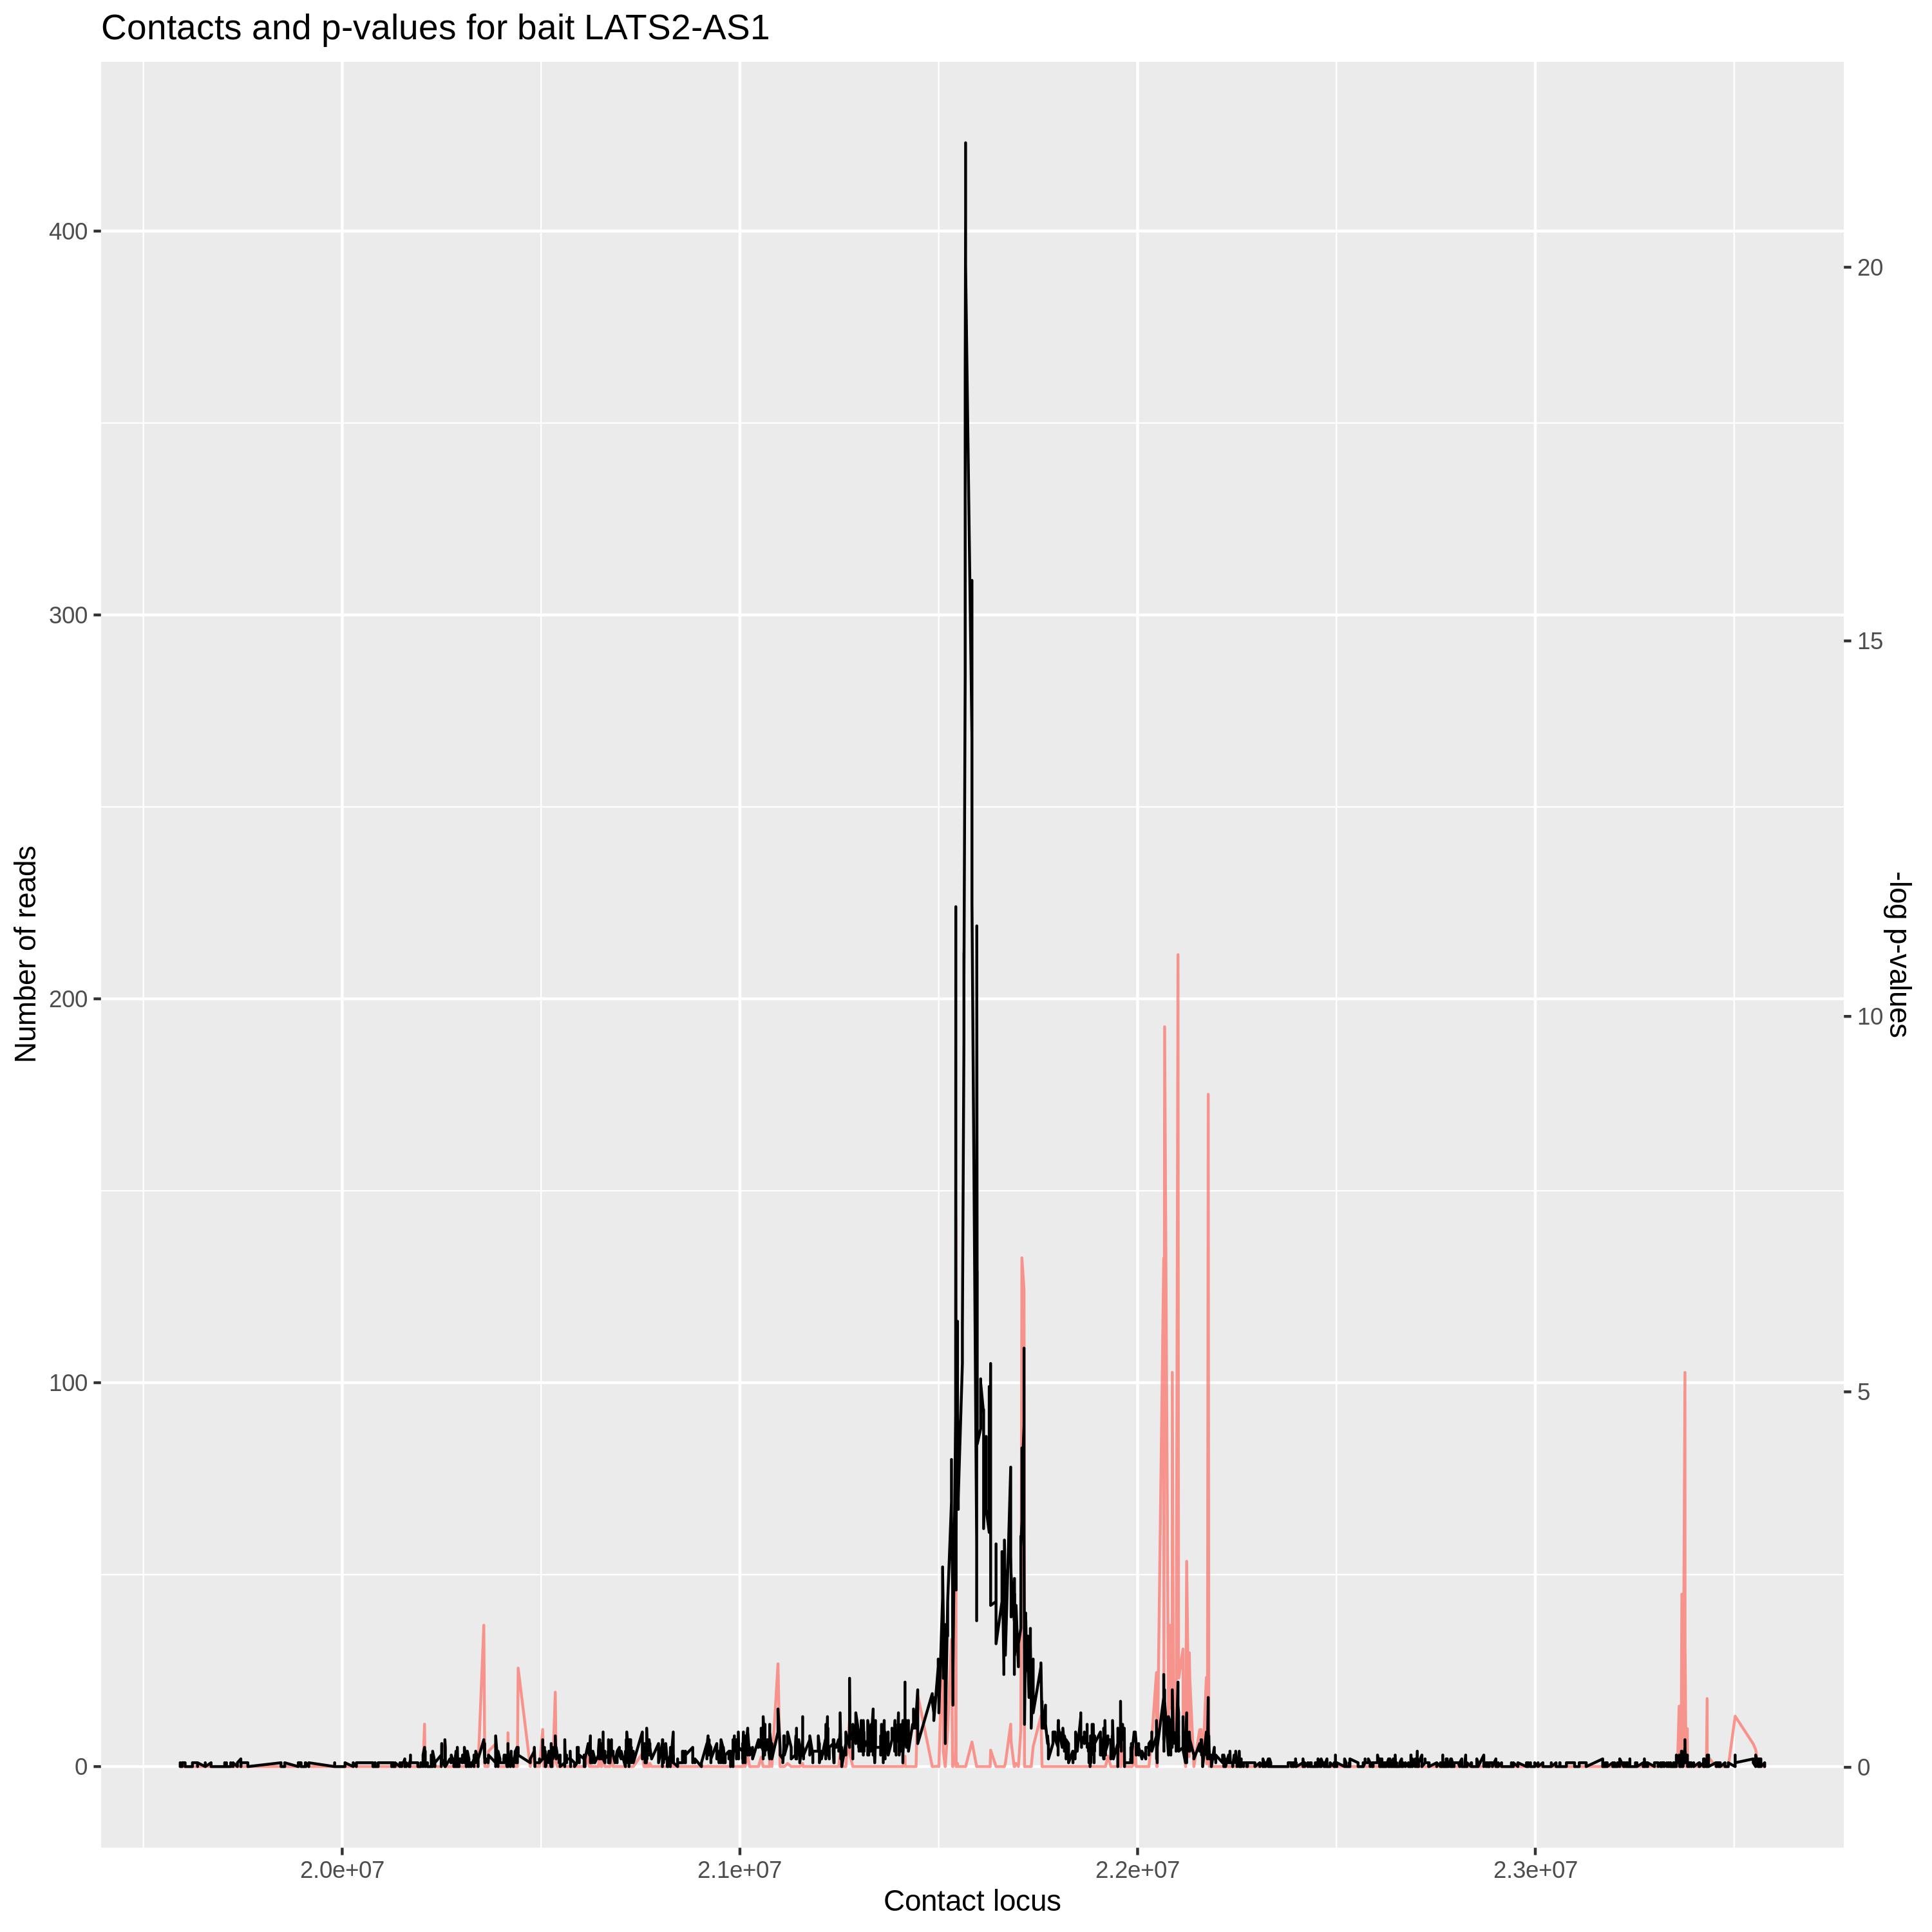 Contacts and p-values for bait LATS2-AS1
400
300
200
100
0
Number of reads
20
15
10
5
0
-log p-values
2.0e+07
2.1e+07
2.2e+07
2.3e+07
Contact locus